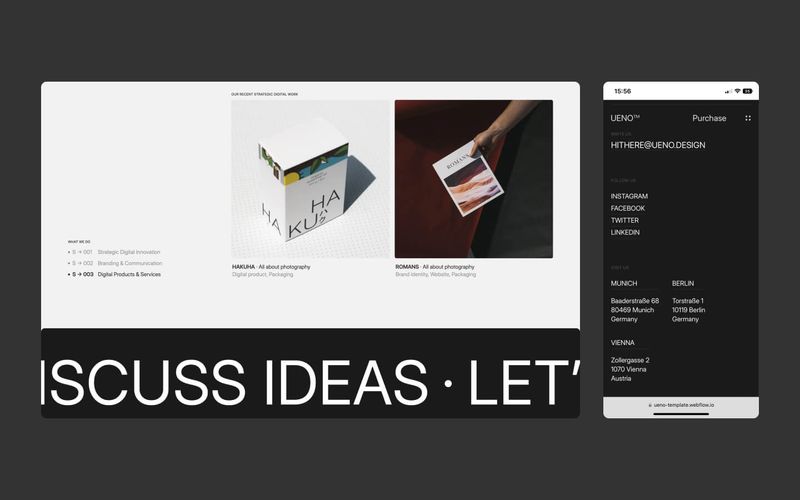 OUR RECENT STRATEGIC DIGITAL WORK
HA
KU
HA
ハク
ROMANS
WHAT WE DO
• S → 001 Strategic Digital Innovation
• S → 002 Branding & Communication
• S → 003 Digital Products & Services
HAKUHA · All about photography
Digital product, Packaging
ROMANS · All about photography
Brand identity, Website, Packaging
ISCUSS IDEAS · LET'
15:56
UENO™
Purchase
WRITE US
HITHERE@UENO.DESIGN
FOLLOW US
INSTAGRAM
FACEBOOK
TWITTER
LINKEDIN
VISIT US
MUNICH
Baaderstraße 68
80469 Munich
Germany
BERLIN
Torstraße 1
10119 Berlin
Germany
VIENNA
Zollergasse 2
1070 Vienna
Austria
ueno-template.webflow.io